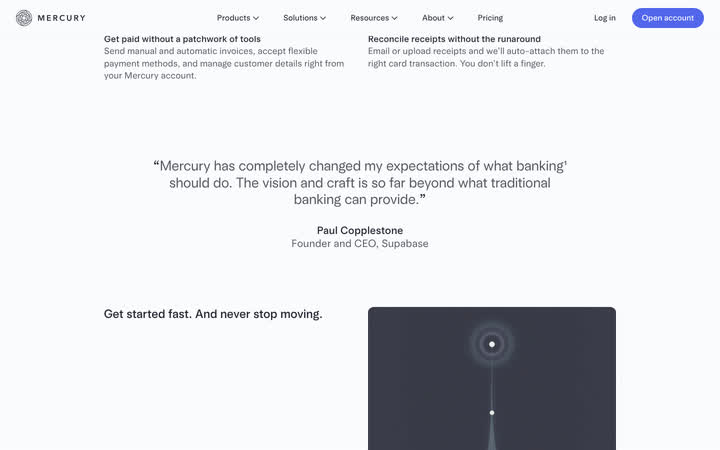 MERCURY
Products
Solutions
Resources
About
Pricing
Log in
Open account
Get paid without a patchwork of tools
Send manual and automatic invoices, accept flexible
payment methods, and manage customer details right from
your Mercury account.
Reconcile receipts without the runaround
Email or upload receipts and we'll auto-attach them to the
right card transaction. You don't lift a finger.
“Mercury has completely changed my expectations of what banking¹
should do. The vision and craft is so far beyond what traditional
banking can provide.”
Paul Copplestone
Founder and CEO, Supabase
Get started fast. And never stop moving.